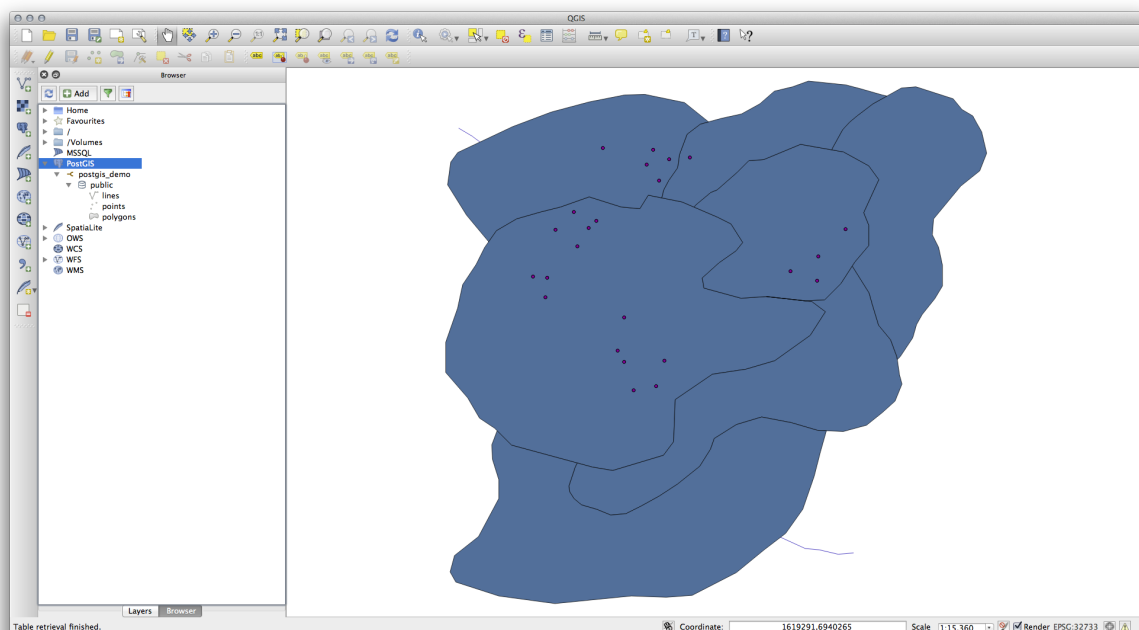 QGIS
Browser
Add
Home
Favourites
/
/Volumes
MSSQL
PostGIS
postgis_demo
public
lines
points
polygons
SpatiaLite
OWS
WCS
WFS
WMS
Layers Browser
Table retrieval finished.
Coordinate: 1619291,6940265 Scale 1:15,360 Render EPSG:32733